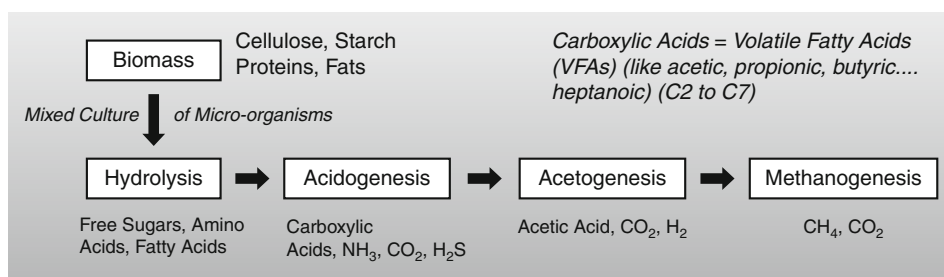 Biomass
Cellulose, Starch
Proteins, Fats
Carboxylic Acids = Volatile Fatty Acids
(VFAs) (like acetic, propionic, butyric....
heptanoic) (C2 to C7)
Mixed Culture of Micro-organisms
Hydrolysis
Acidogenesis
Acetogenesis
Methanogenesis
Free Sugars, Amino
Acids, Fatty Acids
Carboxylic
Acids, NH₃, CO₂, H₂S
Acetic Acid, CO₂, H₂
CH₄, CO₂